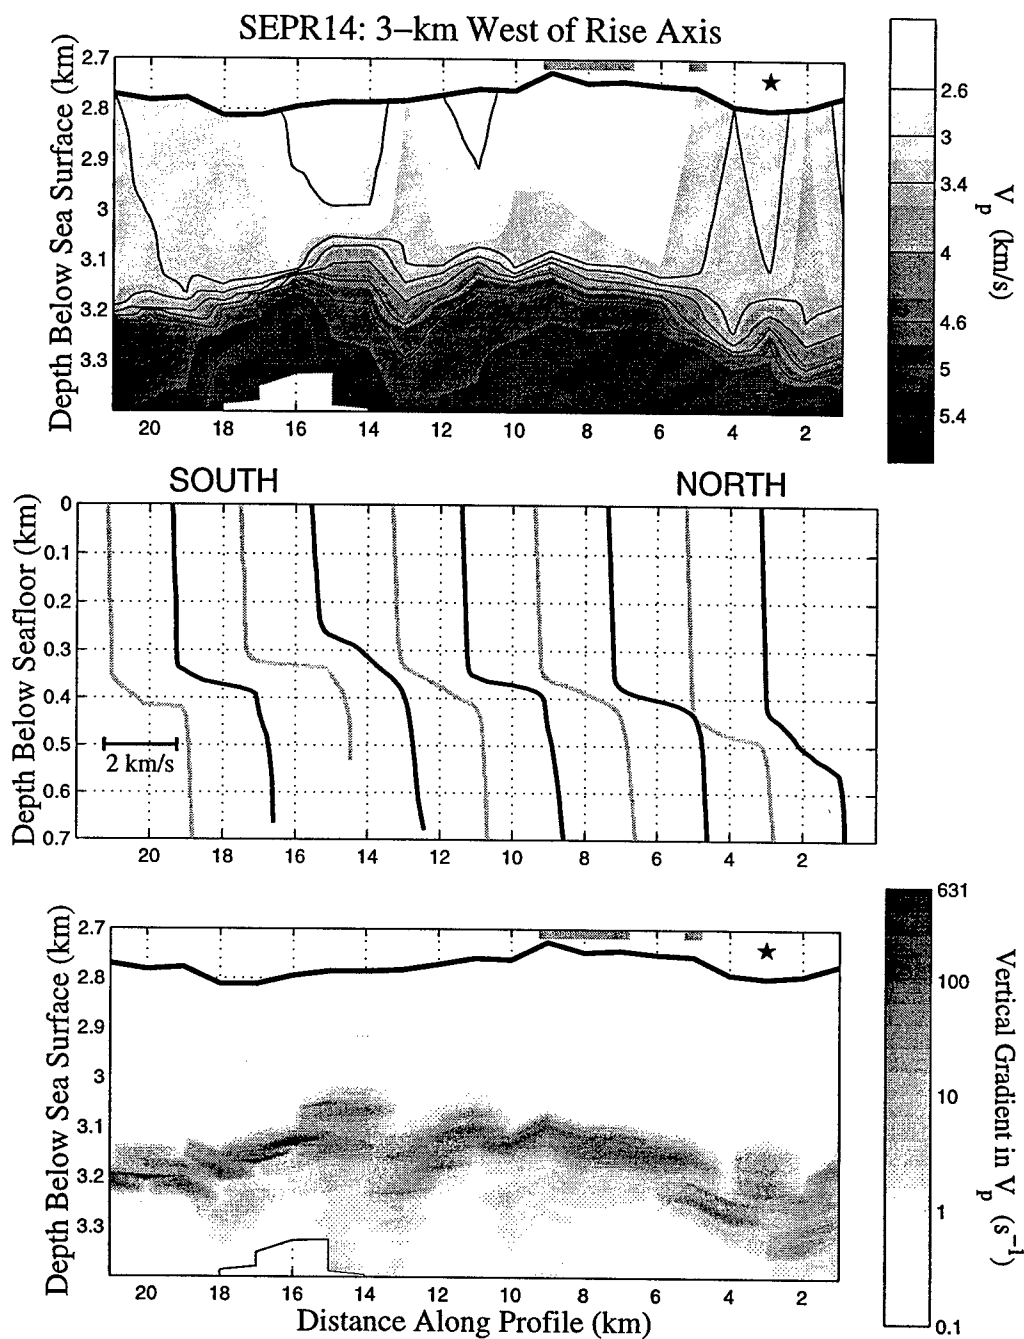 SEPR14: 3–km West of Rise Axis
Depth Below Sea Surface (km)
2.7
2.8
2.9
3
3.1
3.2
3.3
20 18 16 14 12 10 8 6 4 2
2.6
3
3.4
4
4.6
5
5.4
Vp (km/s)
SOUTH NORTH
Depth Below Seafloor (km)
0
0.1
0.2
0.3
0.4
0.5
0.6
0.7
2 km/s
20 18 16 14 12 10 8 6 4 2
Depth Below Sea Surface (km)
2.7
2.8
2.9
3
3.1
3.2
3.3
20 18 16 14 12 10 8 6 4 2
Distance Along Profile (km)
631
100
10
1
0.1
Vertical Gradient in Vp (s⁻¹)